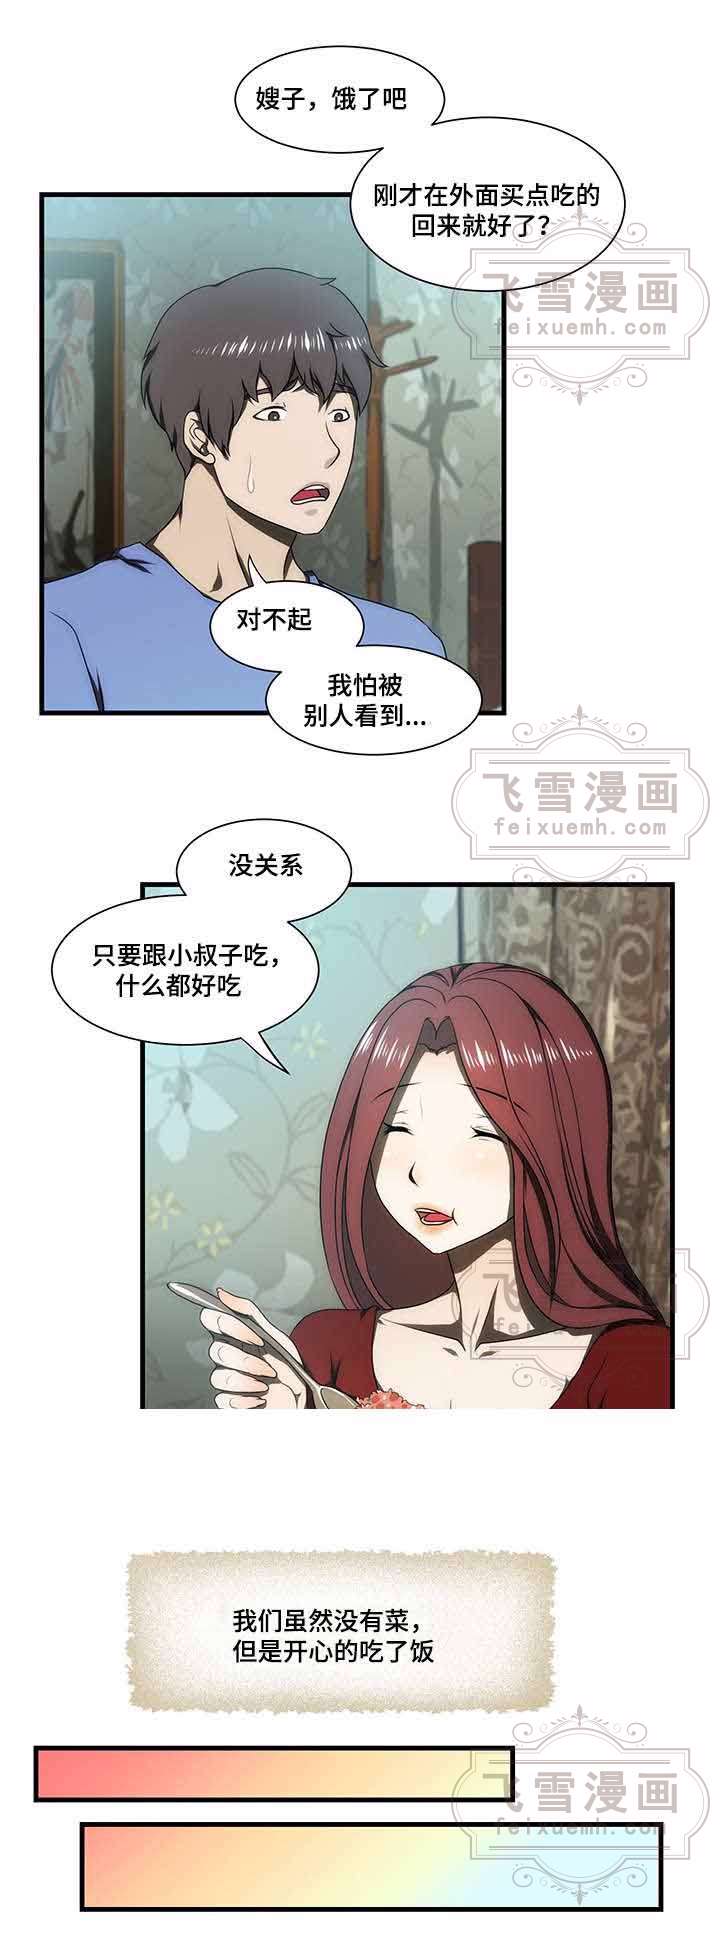 嫂子，饿了吧
刚才在外面买点吃的
回来就好了？
飞雪漫画
feixuemh.com
对不起
我怕被
别人看到...
飞雪漫画
feixuemh.com
没关系
只要跟小叔子吃，
什么都好吃
飞雪漫画
我们虽然没有菜，
但是开心的吃了饭
飞雪漫画
feixuemh.com